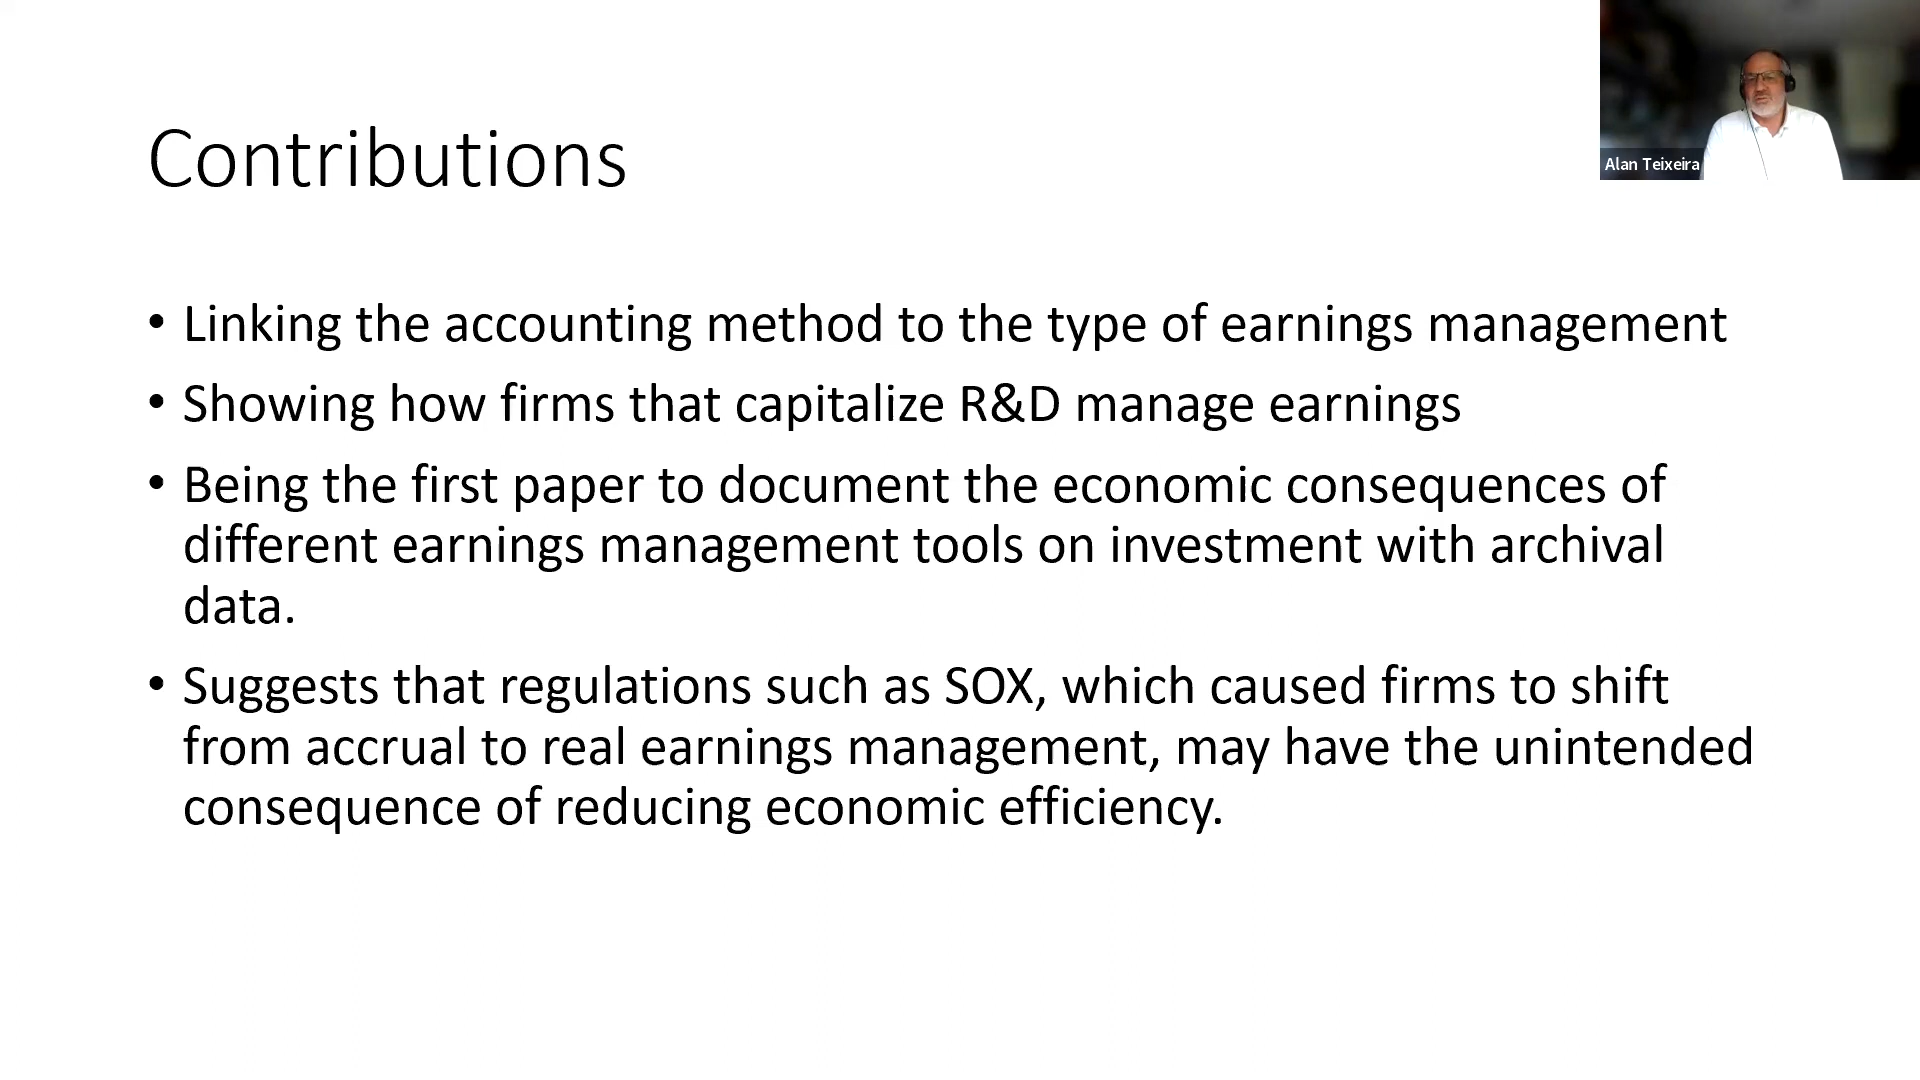 Alan Teixeira
Contributions
• Linking the accounting method to the type of earnings management
• Showing how firms that capitalize R&D manage earnings
• Being the first paper to document the economic consequences of
different earnings management tools on investment with archival
data.
• Suggests that regulations such as SOX, which caused firms to shift
from accrual to real earnings management, may have the unintended
consequence of reducing economic efficiency.